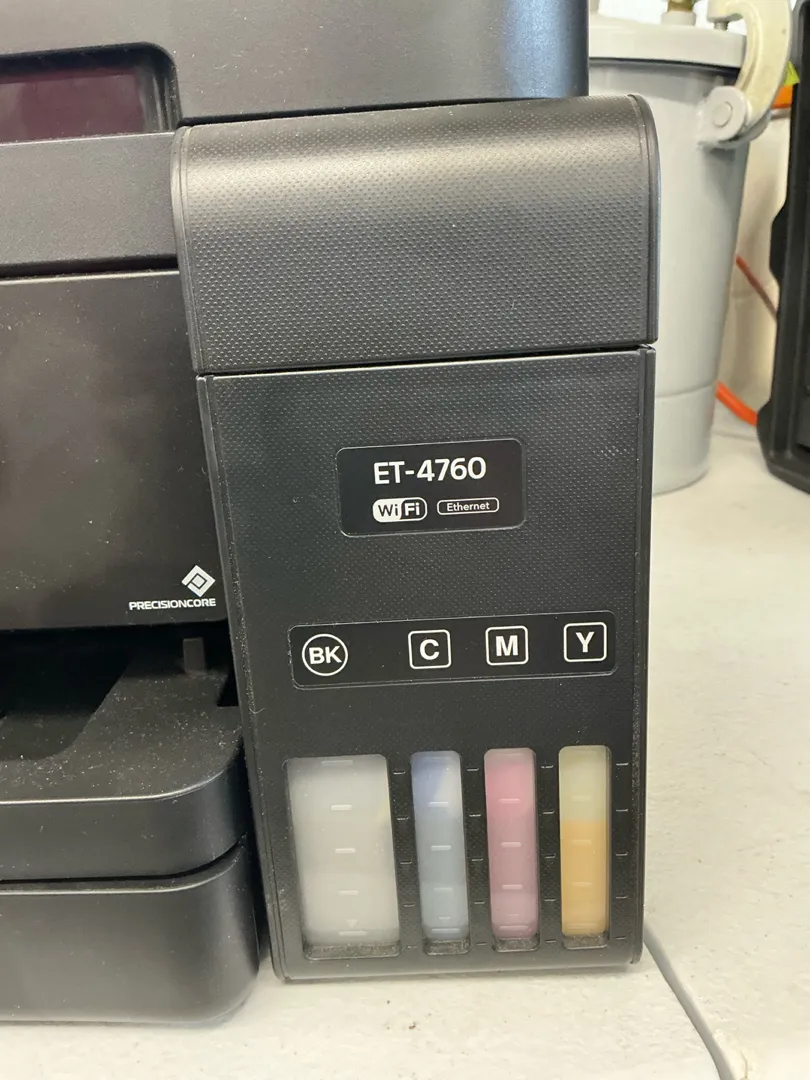 ET-4760
WiFi Ethernet
PRECISIONCORE
BK C M Y